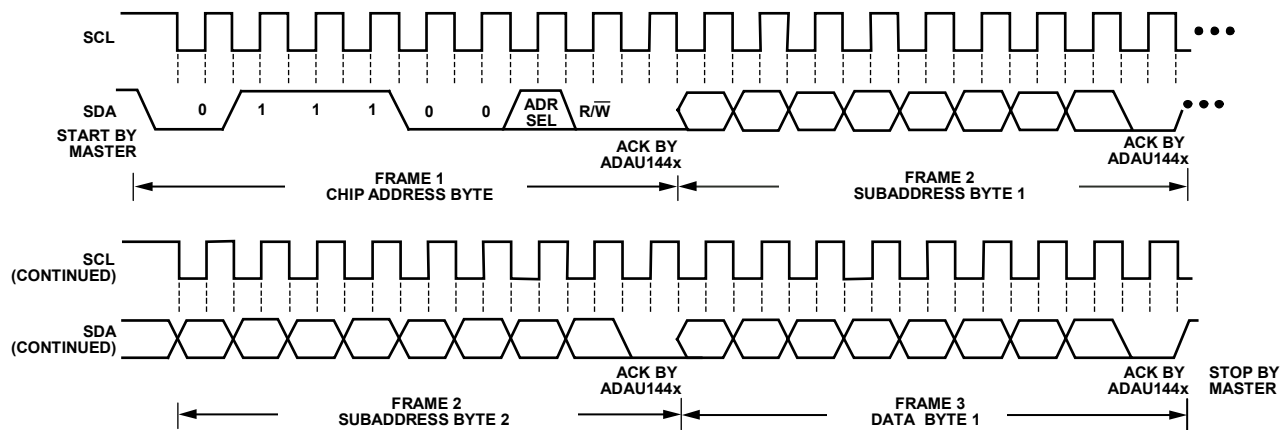 SCL
SDA
0 1 1 1 0 0 ADR SEL R/W̅
START BY
MASTER
ACK BY
ADAU144x
ACK BY
ADAU144x
FRAME 1
CHIP ADDRESS BYTE
FRAME 2
SUBADDRESS BYTE 1
SCL
(CONTINUED)
SDA
(CONTINUED)
ACK BY
ADAU144x
ACK BY
ADAU144x
STOP BY
MASTER
FRAME 2
SUBADDRESS BYTE 2
FRAME 3
DATA BYTE 1